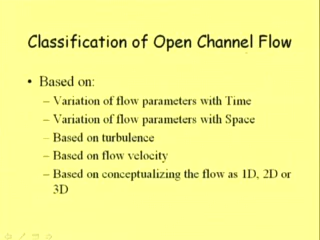 Classification of Open Channel Flow
• Based on:
– Variation of flow parameters with Time
– Variation of flow parameters with Space
– Based on turbulence
– Based on flow velocity
– Based on conceptualizing the flow as 1D, 2D or
3D